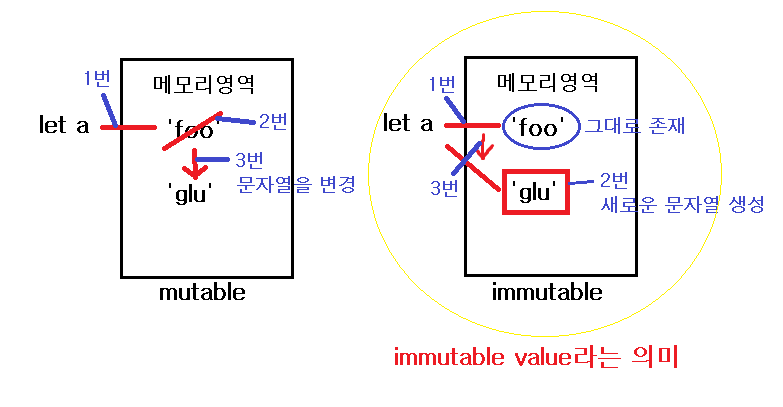 1번
메모리영역
let a
'foo'
2번
3번
문자열을 변경
'glu'
mutable
1번
메모리영역
let a
'foo'
그대로 존재
3번
'glu'
2번
새로운 문자열 생성
immutable
immutable value라는 의미